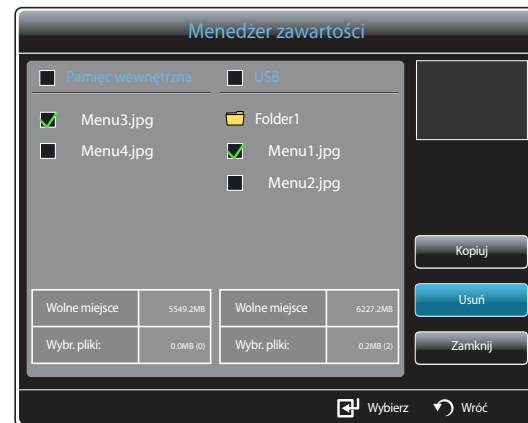 Menedżer zawartości
Pamięć wewnętrzna
USB
Menu3.jpg
Menu4.jpg
Folder1
Menu1.jpg
Menu2.jpg
Wolne miejsce 5549.2MB
Wybr. pliki: 0.0MB (0)
Wolne miejsce 6227.2MB
Wybr. pliki: 0.2MB (2)
Kopiuj
Usuń
Zamknij
Wybierz
Wróć